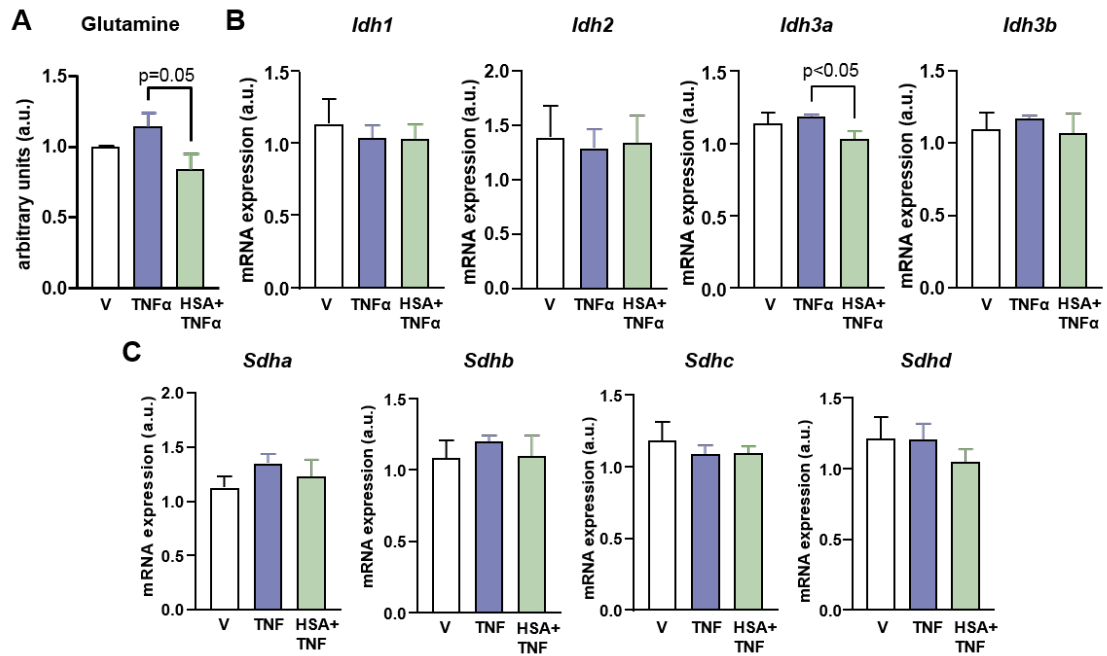 A
Glutamine
arbitrary units (a.u.)
1.5
1.0
0.5
0.0
p=0.05
V
TNFα
HSA+
TNFα
B
Idh1
mRNA expression (a.u.)
1.5
1.0
0.5
0.0
V
TNFα
HSA+
TNFα
Idh2
mRNA expression (a.u.)
2.0
1.5
1.0
0.5
0.0
V
TNFα
HSA+
TNFα
Idh3a
mRNA expression (a.u.)
1.5
1.0
0.5
0.0
p<0.05
V
TNFα
HSA+
TNFα
Idh3b
mRNA expression (a.u.)
1.5
1.0
0.5
0.0
V
TNFα
HSA+
TNFα
C
Sdha
mRNA expression (a.u.)
2.0
1.5
1.0
0.5
0.0
V
TNF
HSA+
TNF
Sdhb
mRNA expression (a.u.)
1.5
1.0
0.5
0.0
V
TNF
HSA+
TNF
Sdhc
mRNA expression (a.u.)
1.5
1.0
0.5
0.0
V
TNF
HSA+
TNF
Sdhd
mRNA expression (a.u.)
1.5
1.0
0.5
0.0
V
TNF
HSA+
TNF